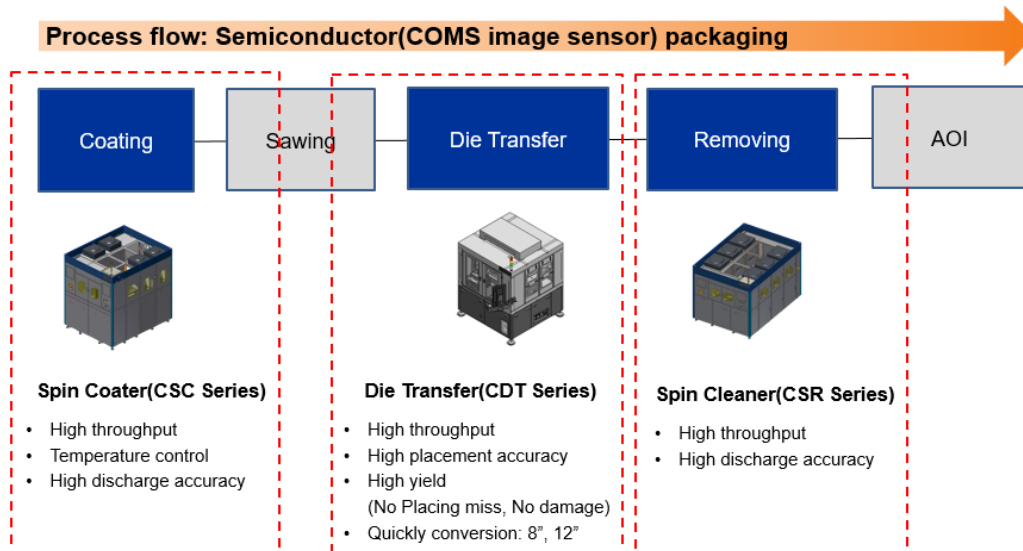 Process flow: Semiconductor(COMS image sensor) packaging
Coating
Sawing
Die Transfer
Removing
AOI
Spin Coater(CSC Series)
• High throughput
• Temperature control
• High discharge accuracy
Die Transfer(CDT Series)
• High throughput
• High placement accuracy
• High yield
(No Placing miss, No damage)
• Quickly conversion: 8”, 12”
Spin Cleaner(CSR Series)
• High throughput
• High discharge accuracy